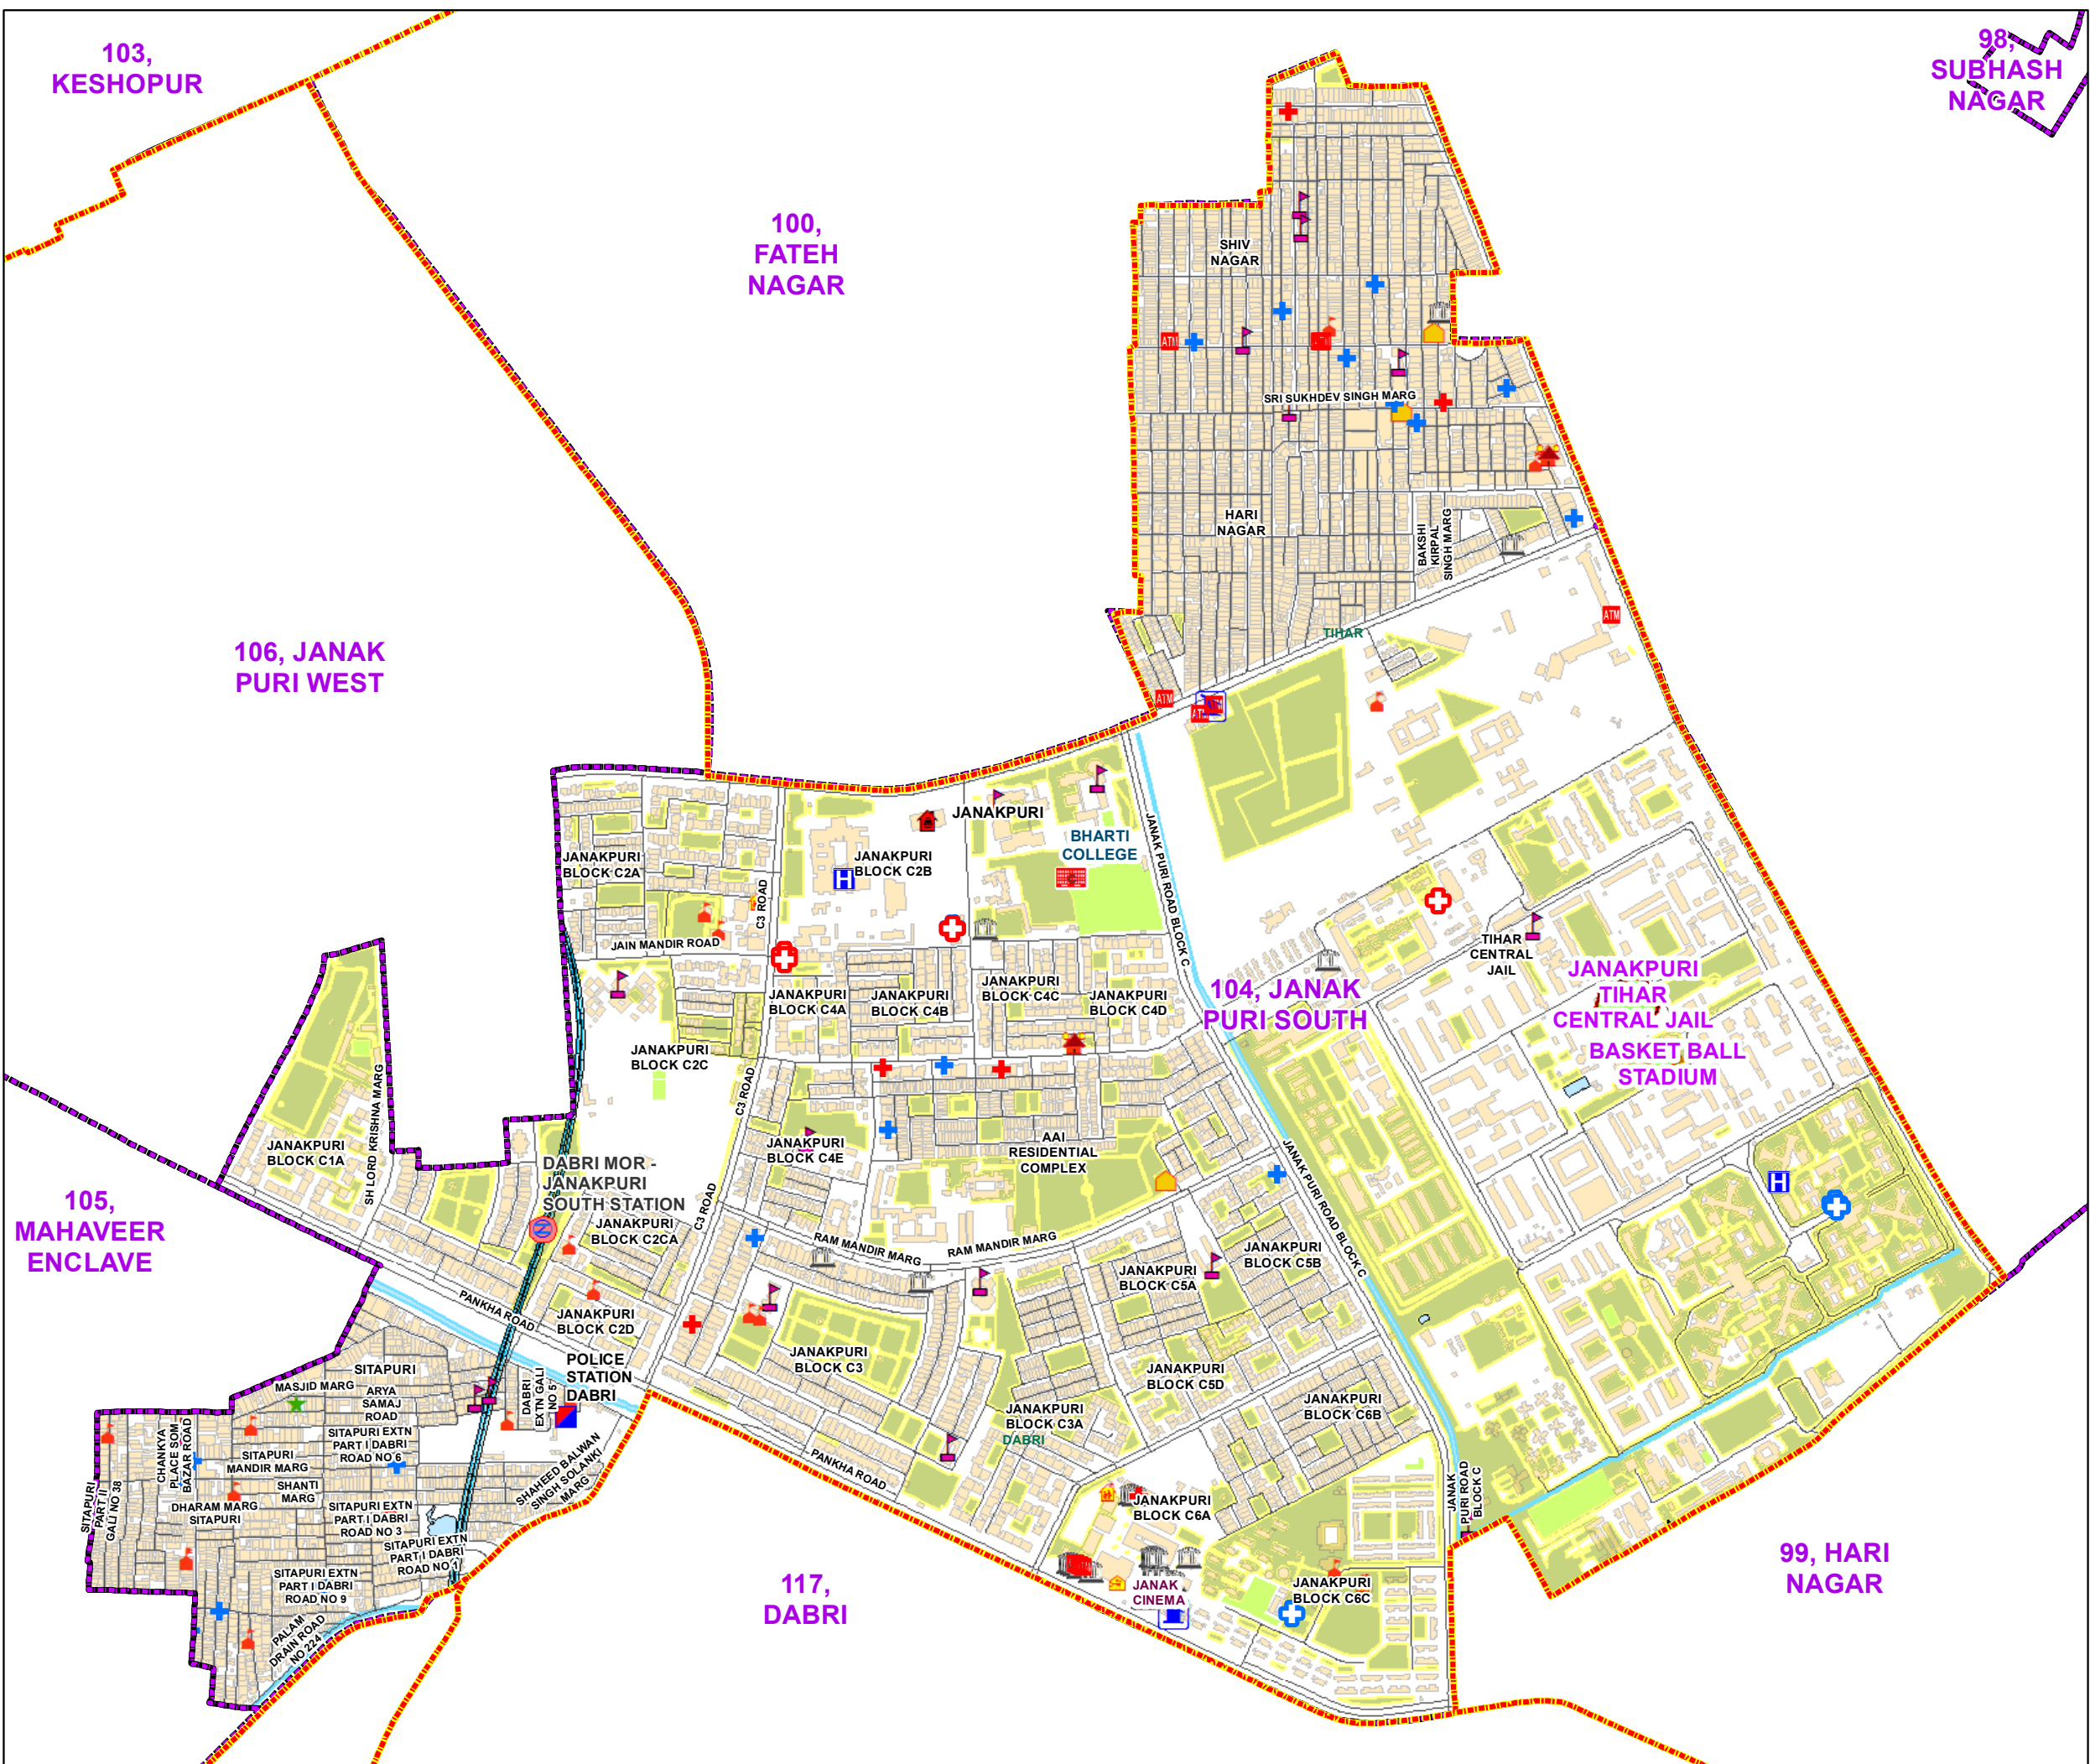 103,
KESHOPUR
98,
SUBHASH
NAGAR
100,
FATEH
NAGAR
SHIV
NAGAR
ATM
ATM
SRI SUKHDEV SINGH MARG
HARI
NAGAR
BAKSHI
KIRPAL
SINGH MARG
ATM
TIHAR
106, JANAK
PURI WEST
ATM
ATM
JANAKPURI
BHARTI
COLLEGE
JANAK PURI ROAD BLOCK C
JANAKPURI
BLOCK C2A
JANAKPURI
BLOCK C2B
H
C3 ROAD
JAIN MANDIR ROAD
TIHAR
CENTRAL
JAIL
JANAKPURI
TIHAR
CENTRAL JAIL
BASKET BALL
STADIUM
104, JANAK
PURI SOUTH
JANAKPURI
BLOCK C4A
JANAKPURI
BLOCK C4B
JANAKPURI
BLOCK C4C
JANAKPURI
BLOCK C4D
JANAKPURI
BLOCK C2C
C3 ROAD
SH LORD KRISHNA MARG
JANAKPURI
BLOCK C1A
JANAKPURI
BLOCK C4E
AAI
RESIDENTIAL
COMPLEX
JANAK PURI ROAD BLOCK C
H
DABRI MOR -
JANAKPURI
SOUTH STATION
105,
MAHAVEER
ENCLAVE
C3 ROAD
JANAKPURI
BLOCK C2CA
RAM MANDIR MARG
RAM MANDIR MARG
JANAKPURI
BLOCK C5B
JANAKPURI
BLOCK C5A
PANKHA ROAD
JANAKPURI
BLOCK C2D
JANAKPURI
BLOCK C3
POLICE
STATION
DABRI
SITAPURI
MASJID MARG
ARYA
SAMAJ
ROAD
DABRI
EXTN GALI
NO 5
JANAKPURI
BLOCK C5D
JANAKPURI
BLOCK C6B
JANAKPURI
BLOCK C3A
DABRI
CHANKYA
PLACE SOM
BAZAR ROAD
SITAPURI EXTN
PART I DABRI
ROAD NO 6
SITAPURI
MANDIR MARG
SHANTI
MARG
SHAHEED BALWAN
SINGH SOLANKI
MARG
PANKHA ROAD
SITAPURI
PART II
GALI NO 38
DHARAM MARG
SITAPURI
SITAPURI EXTN
PART I DABRI
ROAD NO 3
JANAKPURI
BLOCK C6A
JANAK
PURI ROAD
BLOCK C
SITAPURI EXTN
PART I DABRI
ROAD NO 1
SITAPURI EXTN
PART I DABRI
ROAD NO 9
JANAK
CINEMA
JANAKPURI
BLOCK C6C
99, HARI
NAGAR
117,
DABRI
PALAM
DRAIN ROAD
NO 224